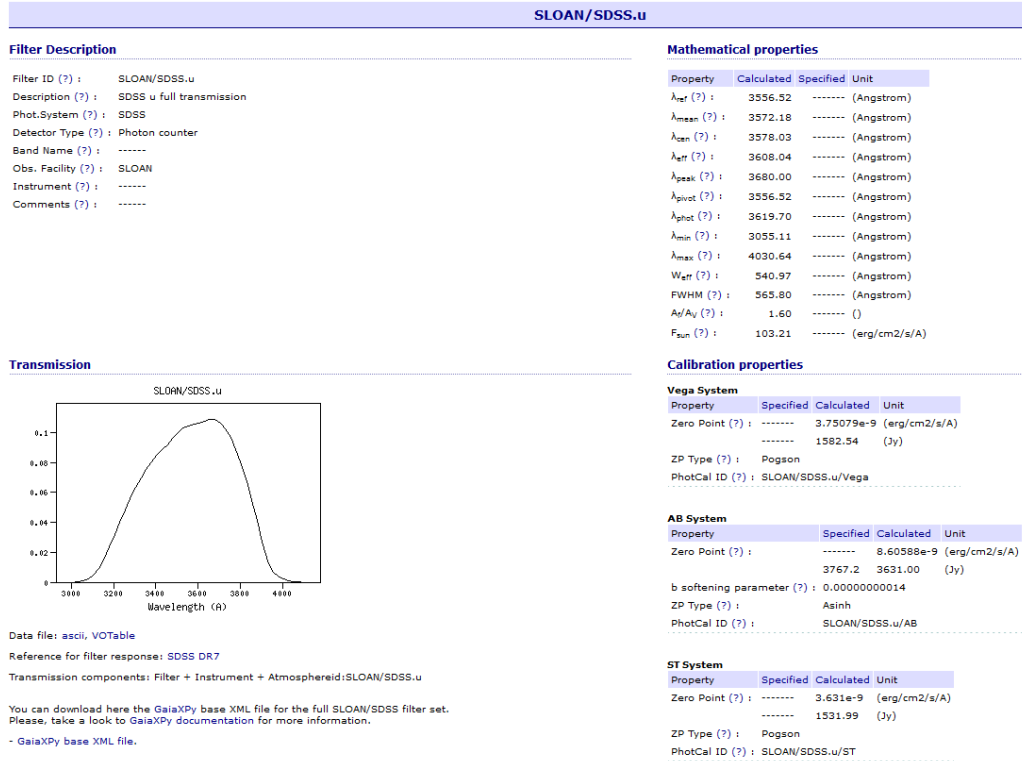 SLOAN/SDSS.u
Filter Description
Filter ID (?) : SLOAN/SDSS.u
Description (?) : SDSS u full transmission
Phot.System (?) : SDSS
Detector Type (?) : Photon counter
Band Name (?) : ------
Obs. Facility (?) : SLOAN
Instrument (?) : ------
Comments (?) : ------
Mathematical properties
Property Calculated Specified Unit
λref (?) : 3556.52 ------- (Angstrom)
λmean (?) : 3572.18 ------- (Angstrom)
λcen (?) : 3578.03 ------- (Angstrom)
λeff (?) : 3608.04 ------- (Angstrom)
λpeak (?) : 3680.00 ------- (Angstrom)
λpivot (?) : 3556.52 ------- (Angstrom)
λphot (?) : 3619.70 ------- (Angstrom)
λmin (?) : 3055.11 ------- (Angstrom)
λmax (?) : 4030.64 ------- (Angstrom)
Weff (?) : 540.97 ------- (Angstrom)
FWHM (?) : 565.80 ------- (Angstrom)
Af/AV (?) : 1.60 ------- ()
Fsun (?) : 103.21 ------- (erg/cm2/s/A)
Transmission
SLOAN/SDSS.u
0.1
0.08
0.06
0.04
0.02
0
3000 3200 3400 3600 3800 4000
Wavelength (A)
Data file: ascii, VOTable
Reference for filter response: SDSS DR7
Transmission components: Filter + Instrument + Atmosphereid:SLOAN/SDSS.u
You can download here the GaiaXPy base XML file for the full SLOAN/SDSS filter set.
Please, take a look to GaiaXPy documentation for more information.
- GaiaXPy base XML file.
Calibration properties
Vega System
Property Specified Calculated Unit
Zero Point (?) : ------- 3.75079e-9 (erg/cm2/s/A)
------- 1582.54 (Jy)
ZP Type (?) : Pogson
PhotCal ID (?) : SLOAN/SDSS.u/Vega
AB System
Property Specified Calculated Unit
Zero Point (?) : ------- 8.60588e-9 (erg/cm2/s/A)
3767.2 3631.00 (Jy)
b softening parameter (?) : 0.00000000014
ZP Type (?) : Asinh
PhotCal ID (?) : SLOAN/SDSS.u/AB
ST System
Property Specified Calculated Unit
Zero Point (?) : ------- 3.631e-9 (erg/cm2/s/A)
------- 1531.99 (Jy)
ZP Type (?) : Pogson
PhotCal ID (?) : SLOAN/SDSS.u/ST